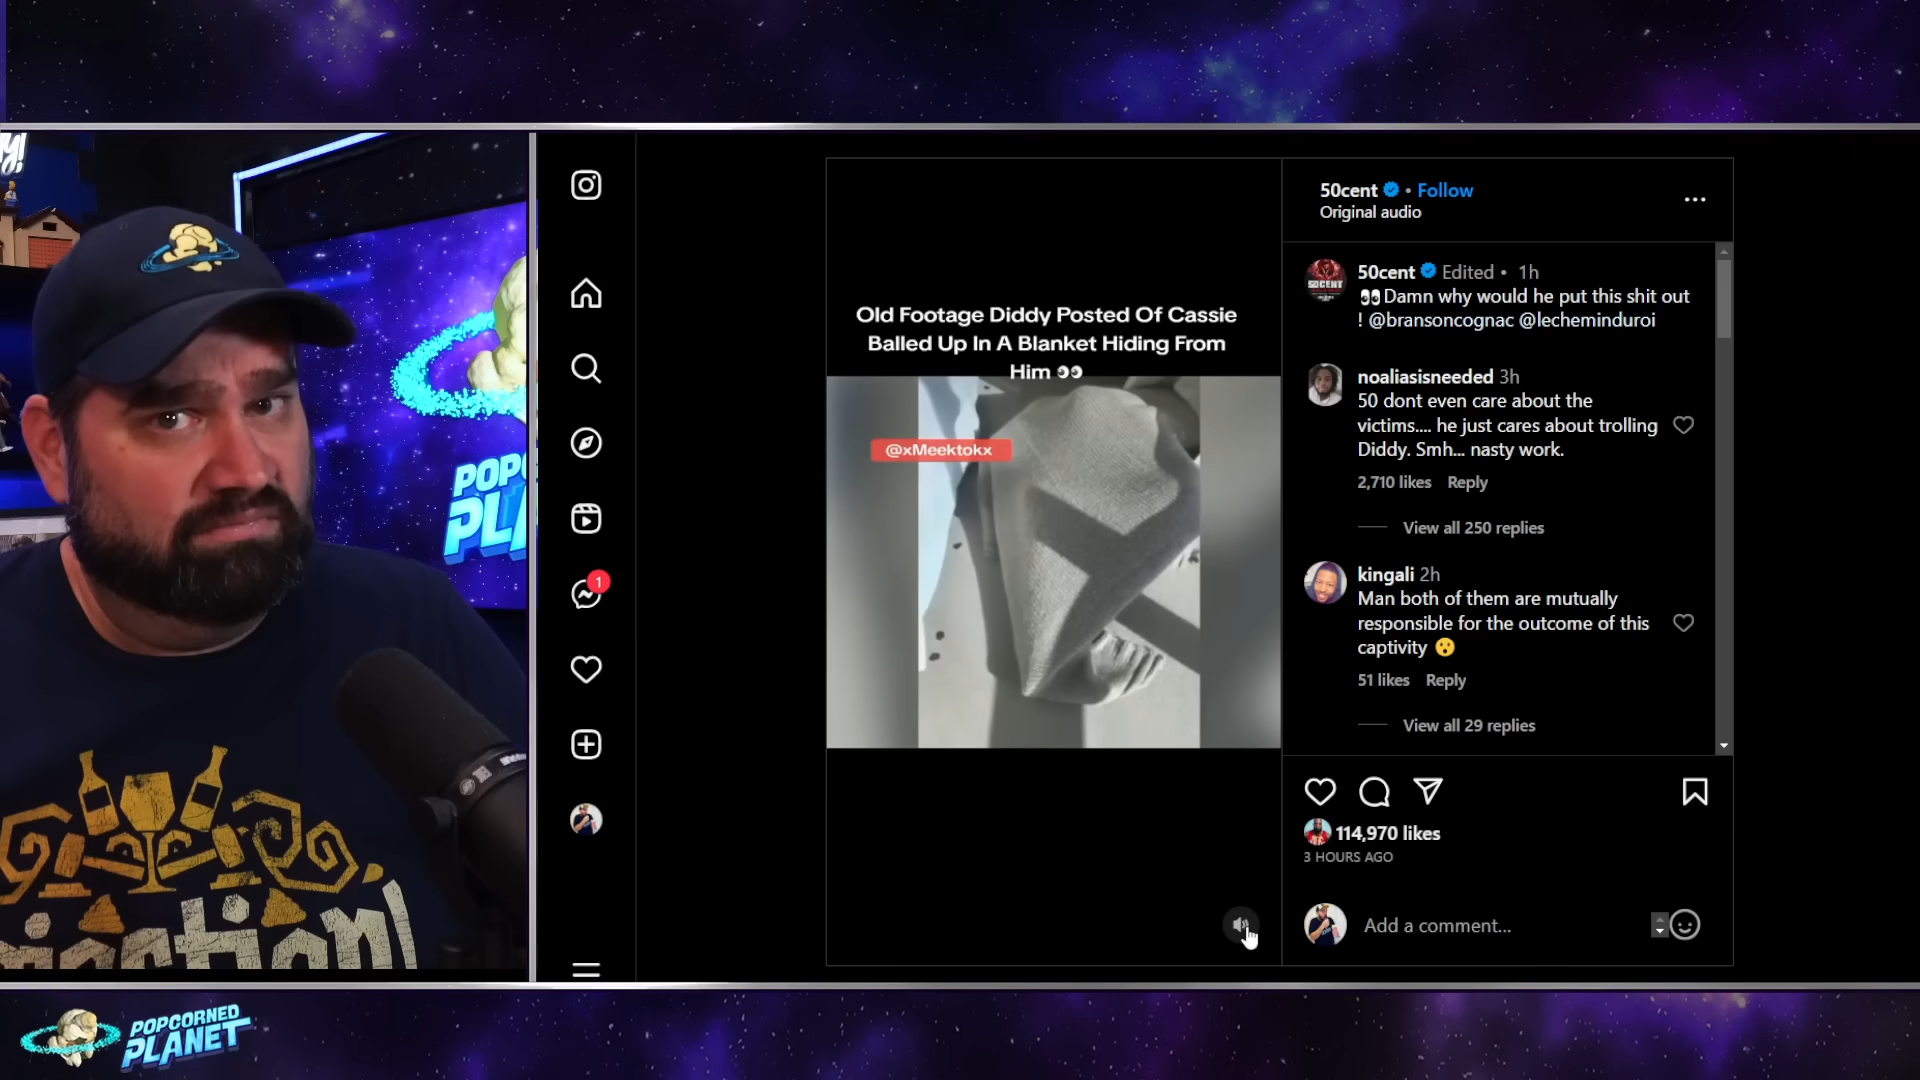 50cent • Follow
Original audio
50cent Edited • 1h
👀Damn why would he put this shit out
! @bransoncognac @lecheminduroi
Old Footage Diddy Posted Of Cassie
Balled Up In A Blanket Hiding From
Him 👀
@xMeektokx
noaliasisneeded 3h
50 dont even care about the
victims.... he just cares about trolling
Diddy. Smh... nasty work.
2,710 likes Reply
View all 250 replies
kingali 2h
Man both of them are mutually
responsible for the outcome of this
captivity 😮
51 likes Reply
View all 29 replies
1
114,970 likes
3 HOURS AGO
Add a comment...
POPCORNED
PLANET